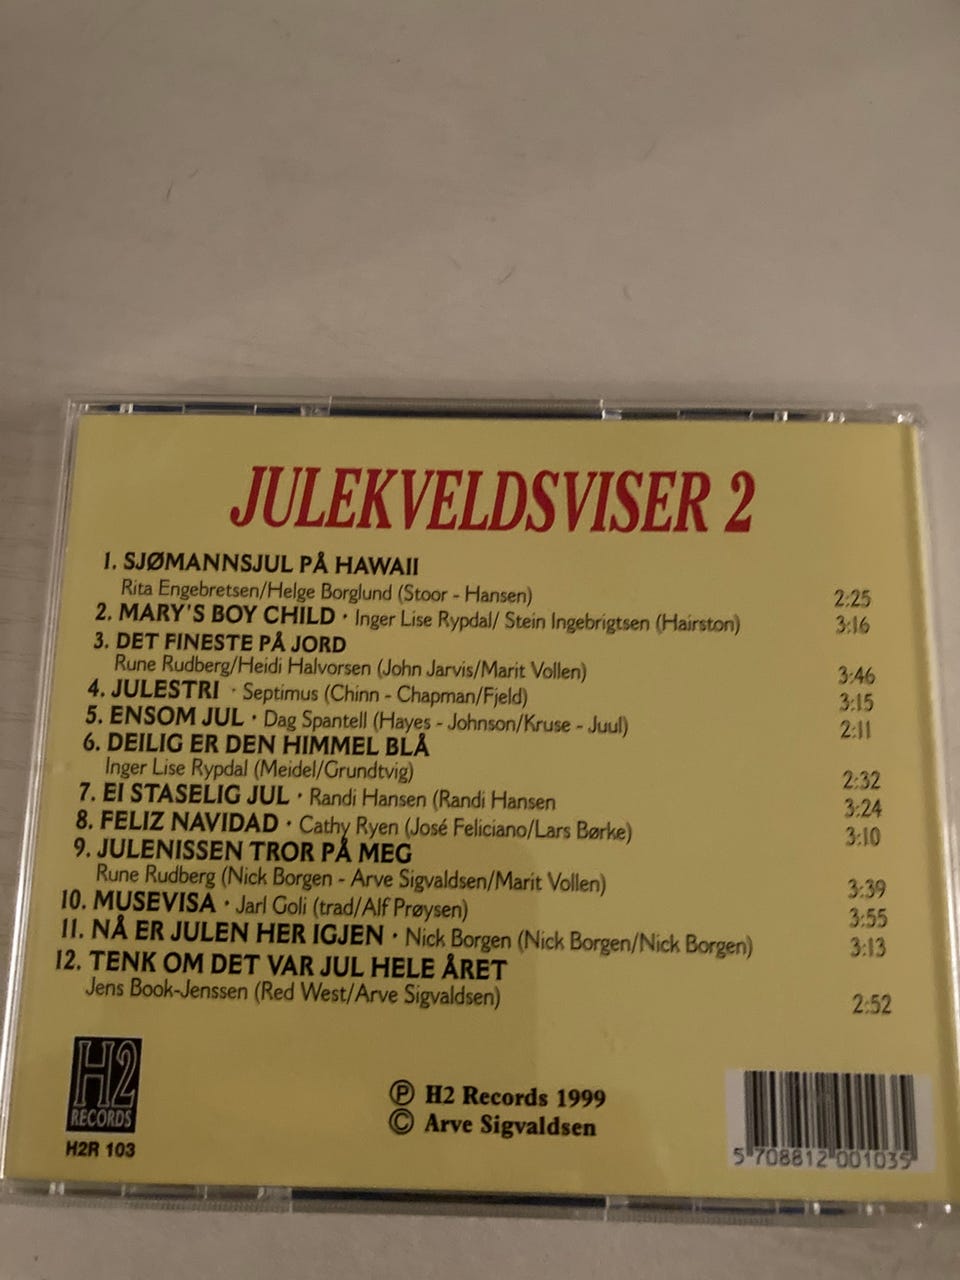 JULEKVELDSVISER 2
1. SJØMANNSJUL PÅ HAWAII
Rita Engebretsen/Helge Borglund (Stoor - Hansen) 2:25
2. MARY'S BOY CHILD · Inger Lise Rypdal/ Stein Ingebrigtsen (Hairston) 3:16
3. DET FINESTE PÅ JORD
Rune Rudberg/Heidi Halvorsen (John Jarvis/Marit Vollen) 3:46
4. JULESTRI · Septimus (Chinn - Chapman/Fjeld) 3:15
5. ENSOM JUL · Dag Spantell (Hayes - Johnson/Kruse - Juul) 2:11
6. DEILIG ER DEN HIMMEL BLÅ
Inger Lise Rypdal (Meidel/Grundtvig) 2:32
7. EI STASELIG JUL · Randi Hansen (Randi Hansen 3:24
8. FELIZ NAVIDAD · Cathy Ryen (José Feliciano/Lars Børke) 3:10
9. JULENISSEN TROR PÅ MEG
Rune Rudberg (Nick Borgen - Arve Sigvaldsen/Marit Vollen) 3:39
10. MUSEVISA · Jarl Goli (trad/Alf Prøysen) 3:55
11. NÅ ER JULEN HER IGJEN · Nick Borgen (Nick Borgen/Nick Borgen) 3:13
12. TENK OM DET VAR JUL HELE ÅRET
Jens Book-Jenssen (Red West/Arve Sigvaldsen) 2:52
H2
RECORDS
H2R 103
℗ H2 Records 1999
© Arve Sigvaldsen
5 708812 001035